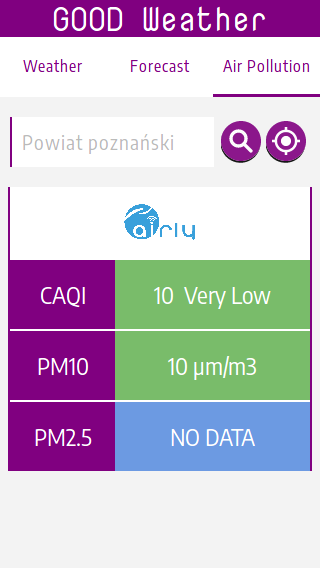 GOOD Weather
Weather Forecast Air Pollution
Powiat poznański
airly
CAQI 10 Very Low
PM10 10 µm/m3
PM2.5 NO DATA